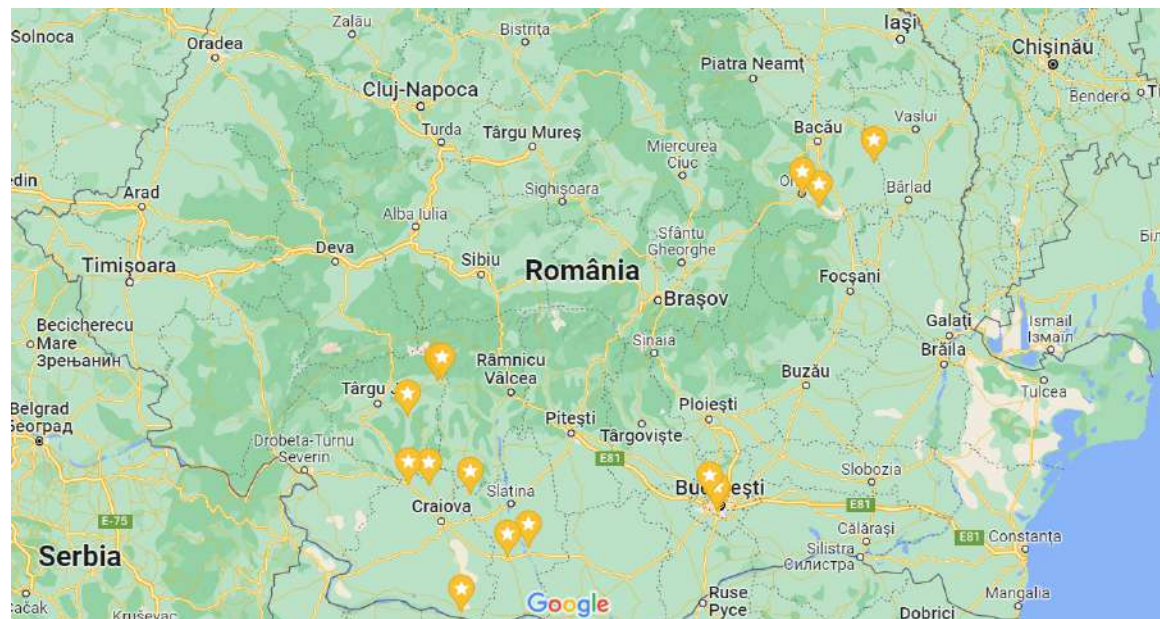 Solnoca
Zalău
Bistrița
Iași
Oradea
Chișinău
Piatra Neamț
Cluj-Napoca
Bender
Turda
Târgu Mureș
Bacău
Vaslui
Miercurea
Ciuc
Arad
Sighișoara
Bârlad
Alba Iulia
Sfântu
Gheorghe
Deva
Sibiu
România
Focșani
Timișoara
Brașov
Becicherecu
Mare
Зрењанин
Galați
Ismail
Ізмаїл
Sinaia
Brăila
Râmnicu
Vâlcea
Buzău
Târgu
Tulcea
Belgrad
Београд
Pitești
Ploiești
Târgoviște
Drobeta-Turnu
Severin
E81
Slobozia
Slatina
București
Craiova
E81
E-75
Călărași
E81
Constanța
Serbia
Silistra
Силистра
Mangalia
Google
Ruse
Русе
Dobrici
Kruševac